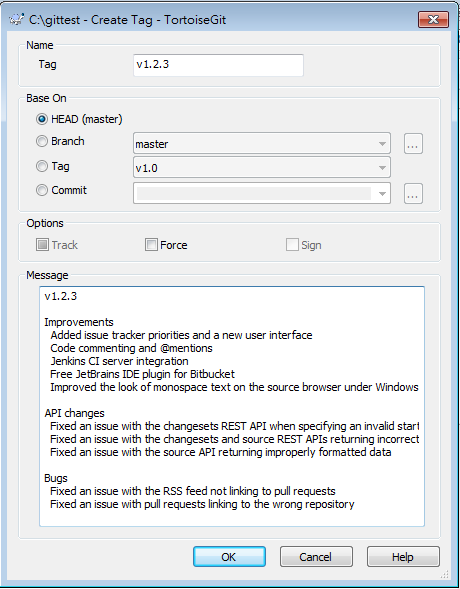 C:\gittest - Create Tag - TortoiseGit
Name
Tag
v1.2.3
Base On
HEAD (master)
Branch
master
...
Tag
v1.0
Commit
...
Options
Track
Force
Sign
Message
v1.2.3
Improvements
Added issue tracker priorities and a new user interface
Code commenting and @mentions
Jenkins CI server integration
Free JetBrains IDE plugin for Bitbucket
Improved the look of monospace text on the source browser under Windows
API changes
Fixed an issue with the changesets REST API when specifying an invalid start
Fixed an issue with the changesets and source REST APIs returning incorrect
Fixed an issue with the source API returning improperly formatted data
Bugs
Fixed an issue with the RSS feed not linking to pull requests
Fixed an issue with pull requests linking to the wrong repository
OK
Cancel
Help